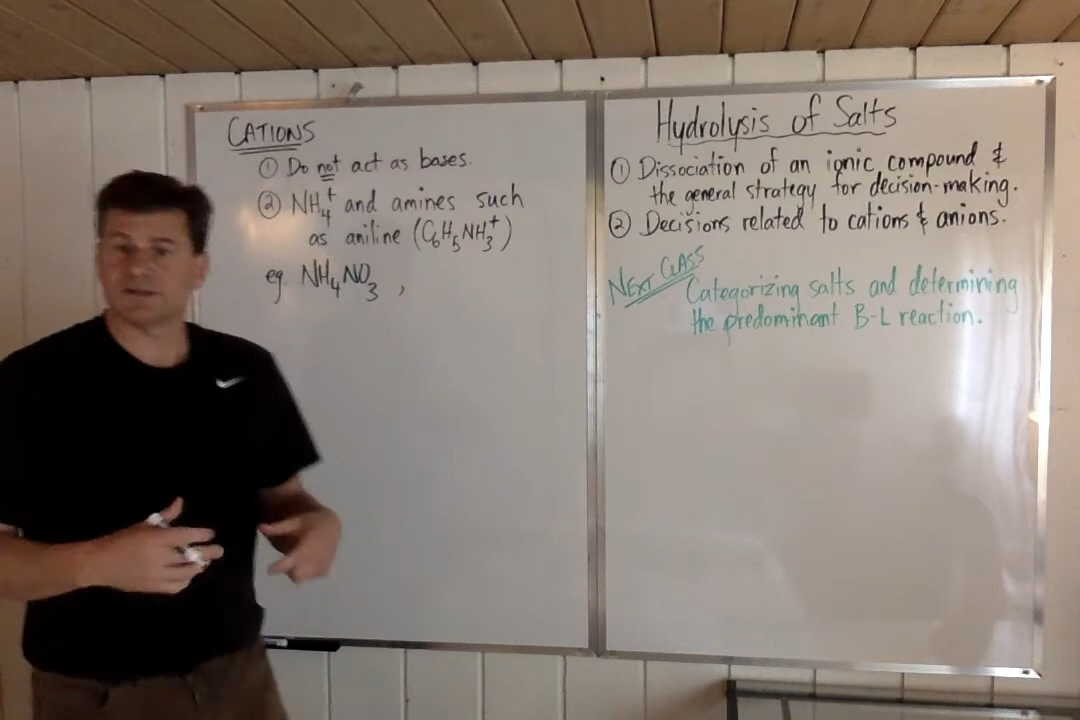 CATIONS
① Do not act as bases.
② NH₄⁺ and amines such
as aniline (C₆H₅NH₃⁺)
eg. NH₄NO₃ ,
Hydrolysis of Salts
① Dissociation of an ionic compound &
the general strategy for decision-making.
② Decisions related to cations & anions.
NEXT CLASS
Categorizing salts and determining
the predominant B-L reaction.